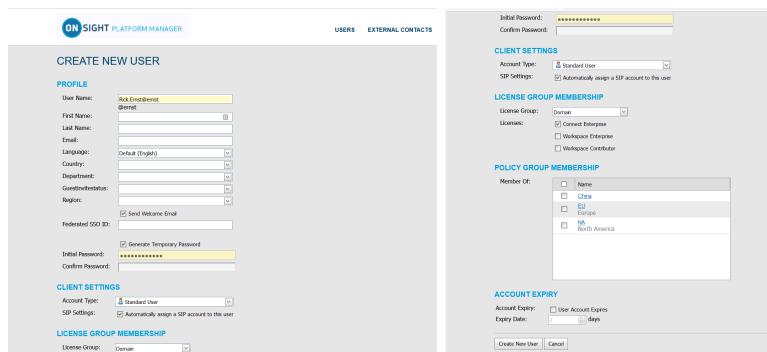 ON SIGHT PLATFORM MANAGER
USERS EXTERNAL CONTACTS
CREATE NEW USER
PROFILE
User Name: Rick.Ernst@ernst
@ernst
First Name:
Last Name:
Email:
Language: Default (English)
Country:
Department:
Guestinvitestatus:
Region:
Send Welcome Email
Federated SSO ID:
Generate Temporary Password
Initial Password:
Confirm Password:
CLIENT SETTINGS
Account Type: Standard User
SIP Settings: Automatically assign a SIP account to this user
LICENSE GROUP MEMBERSHIP
License Group: Domain
Initial Password:
Confirm Password:
CLIENT SETTINGS
Account Type: Standard User
SIP Settings: Automatically assign a SIP account to this user
LICENSE GROUP MEMBERSHIP
License Group: Domain
Licenses: Connect Enterprise
Workspace Enterprise
Workspace Contributor
POLICY GROUP MEMBERSHIP
Member Of: Name
China
EU
Europe
NA
North America
ACCOUNT EXPIRY
Account Expiry: User Account Expires
Expiry Date: 7 days
Create New User Cancel